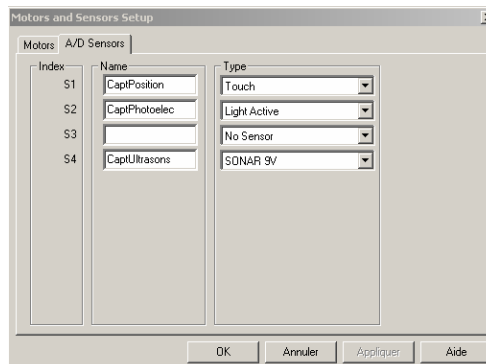 Motors and Sensors Setup
Motors A/D Sensors
Index Name Type
S1 CaptPosition Touch
S2 CaptPhotoelec Light Active
S3 No Sensor
S4 CaptUltrasons SONAR 9V
OK Annuler Appliquer Aide